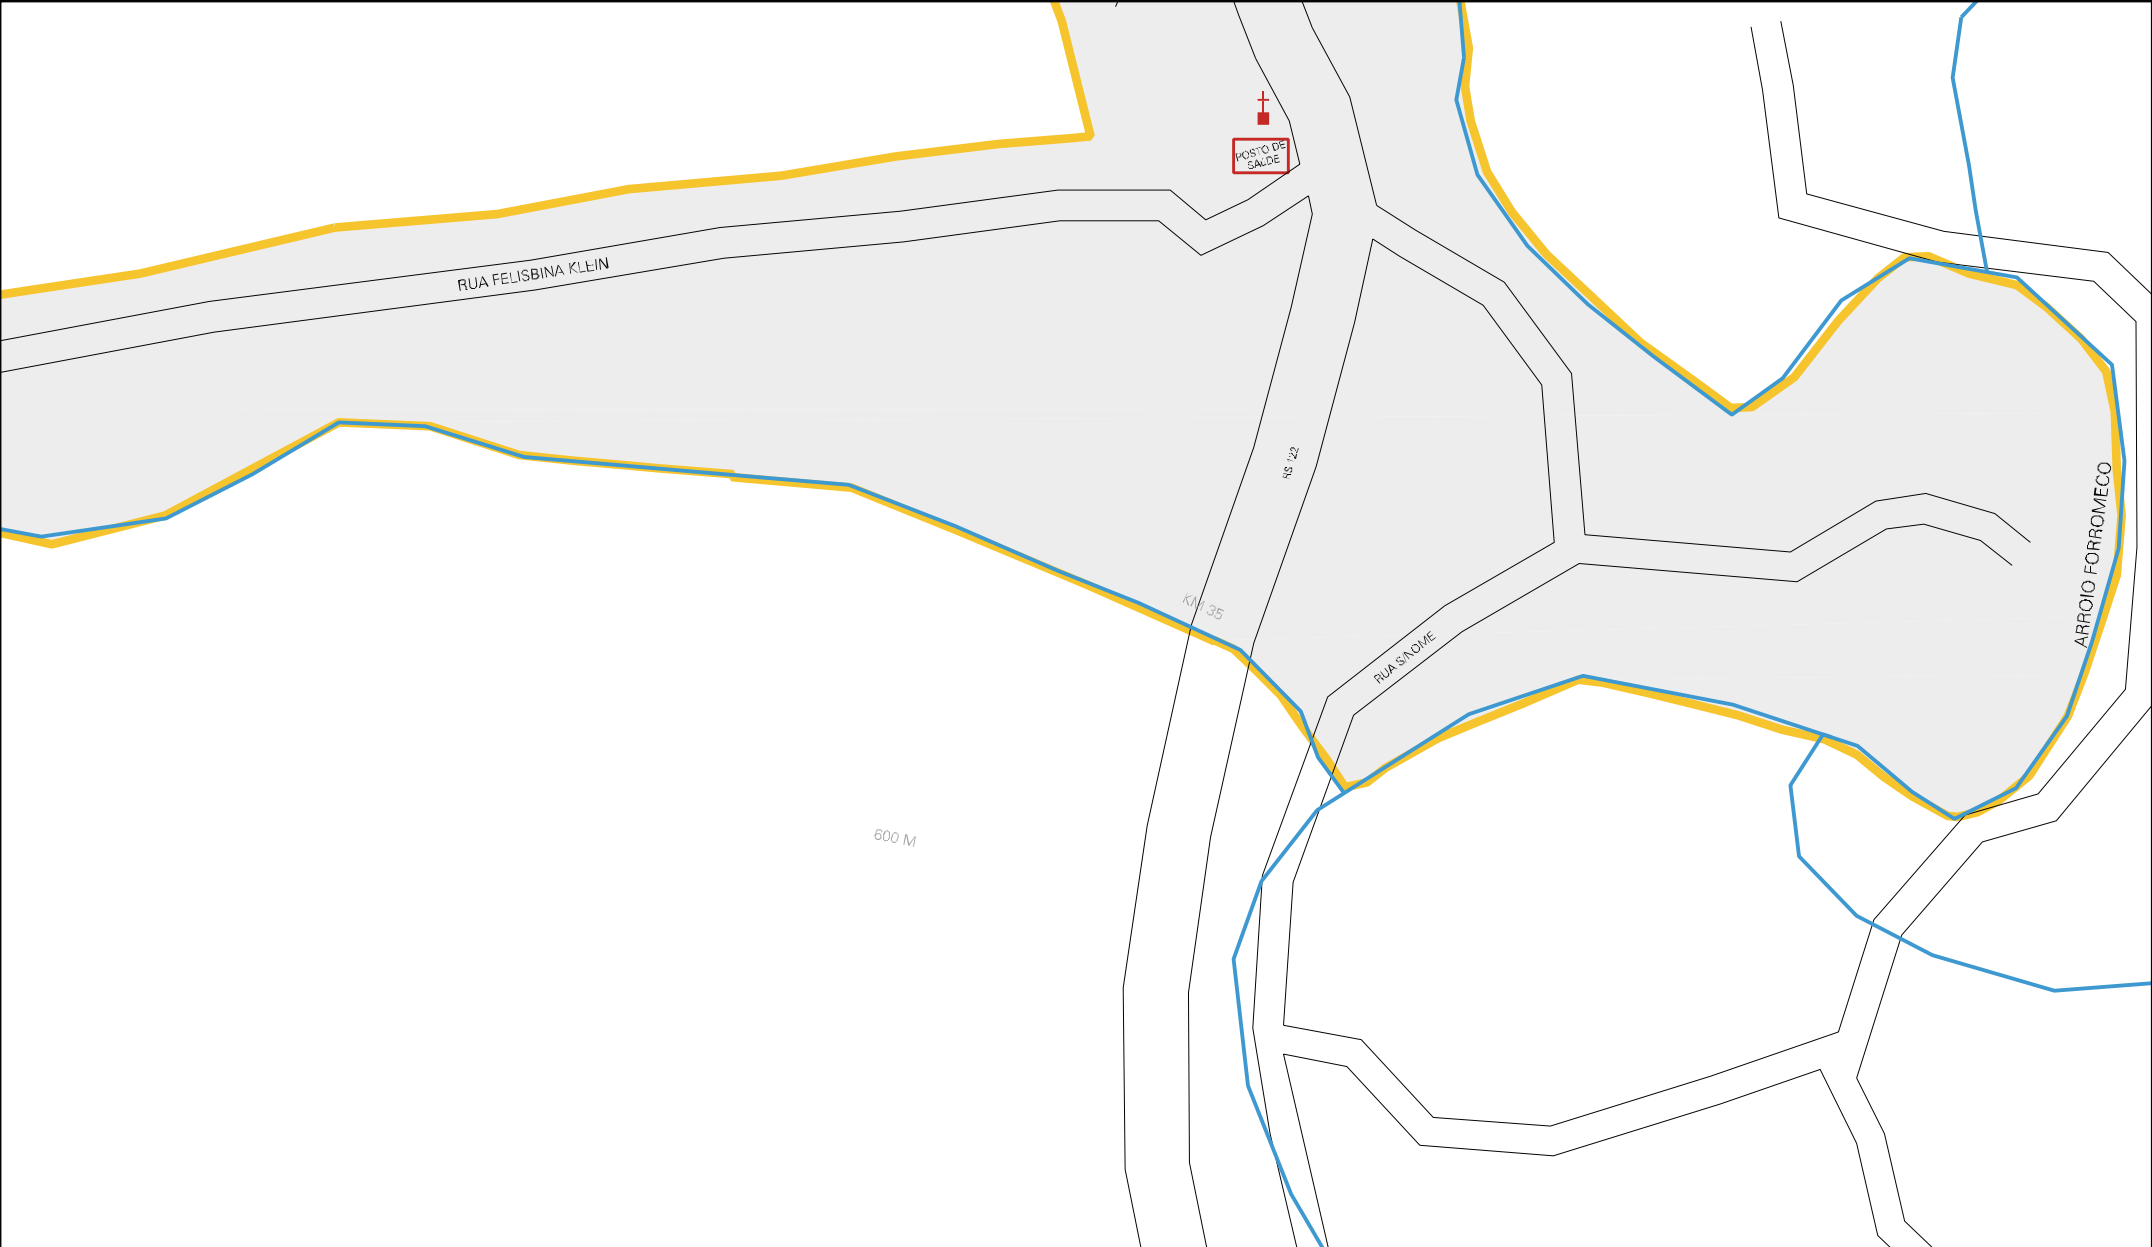 POSTO DE
SAÚDE
RUA FELISBINA KLEIN
RS 122
ARROIO FORROMECO
KM 35
RUA S/NOME
600 M